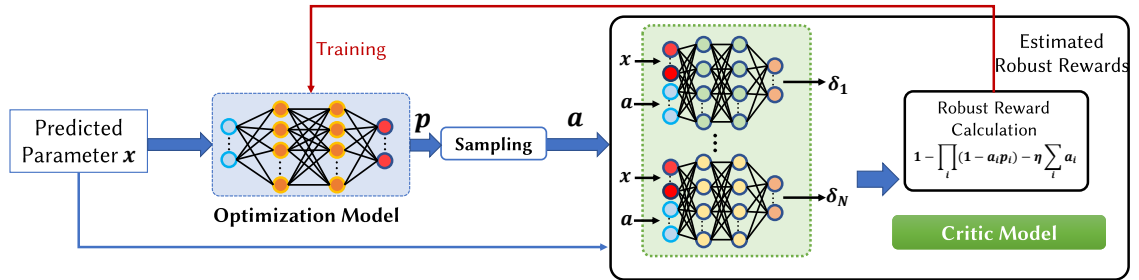 Training
Predicted
Parameter x
p
Sampling
a
Optimization Model
x
a
δ1
x
a
δN
Estimated
Robust Rewards
Robust Reward
Calculation
1 − ∏i(1 − aipi) − η ∑i ai
Critic Model